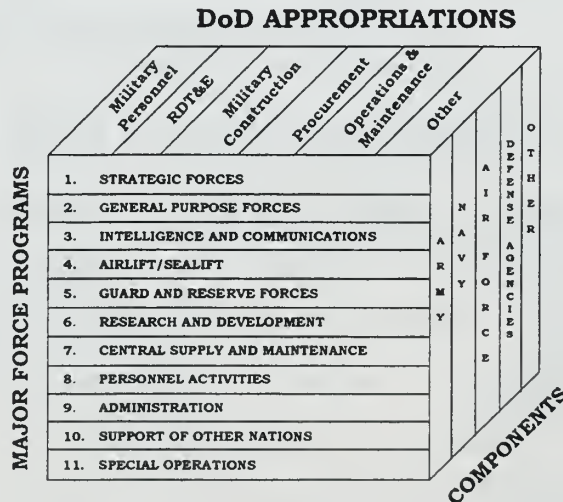 DoD APPROPRIATIONS
Military
Personnel
RDT&E
Military
Construction
Procurement
Operations &
Maintenance
Other
MAJOR FORCE PROGRAMS
1. STRATEGIC FORCES
2. GENERAL PURPOSE FORCES
3. INTELLIGENCE AND COMMUNICATIONS
4. AIRLIFT/SEALIFT
5. GUARD AND RESERVE FORCES
6. RESEARCH AND DEVELOPMENT
7. CENTRAL SUPPLY AND MAINTENANCE
8. PERSONNEL ACTIVITIES
9. ADMINISTRATION
10. SUPPORT OF OTHER NATIONS
11. SPECIAL OPERATIONS
ARMY
NAVY
AIR FORCE
DEFENSE AGENCIES
OTHER
COMPONENTS